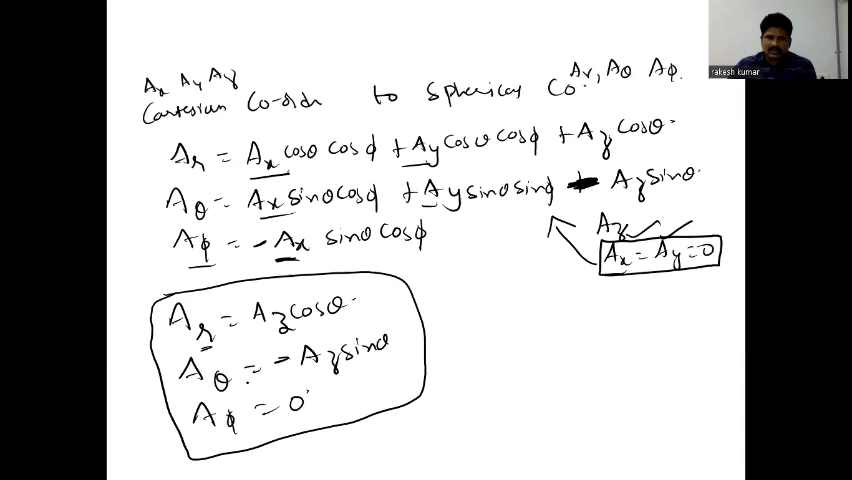 Ax Ay Az
Cartesian Co-ordn to Spherical Co: Ar, Aθ Aϕ.
Ar = Ax cosθ cosϕ + Ay cosθ cosϕ + Az cosθ.
Aθ = Ax sinθ cosϕ + Ay sinθ sinϕ - Az sinθ.
Aϕ = -Ax sinθ cosϕ
Az ✓✓
Ax = Ay = 0
Ar = Az cosθ.
Aθ = - Az sinθ
Aϕ = 0
rakesh kumar